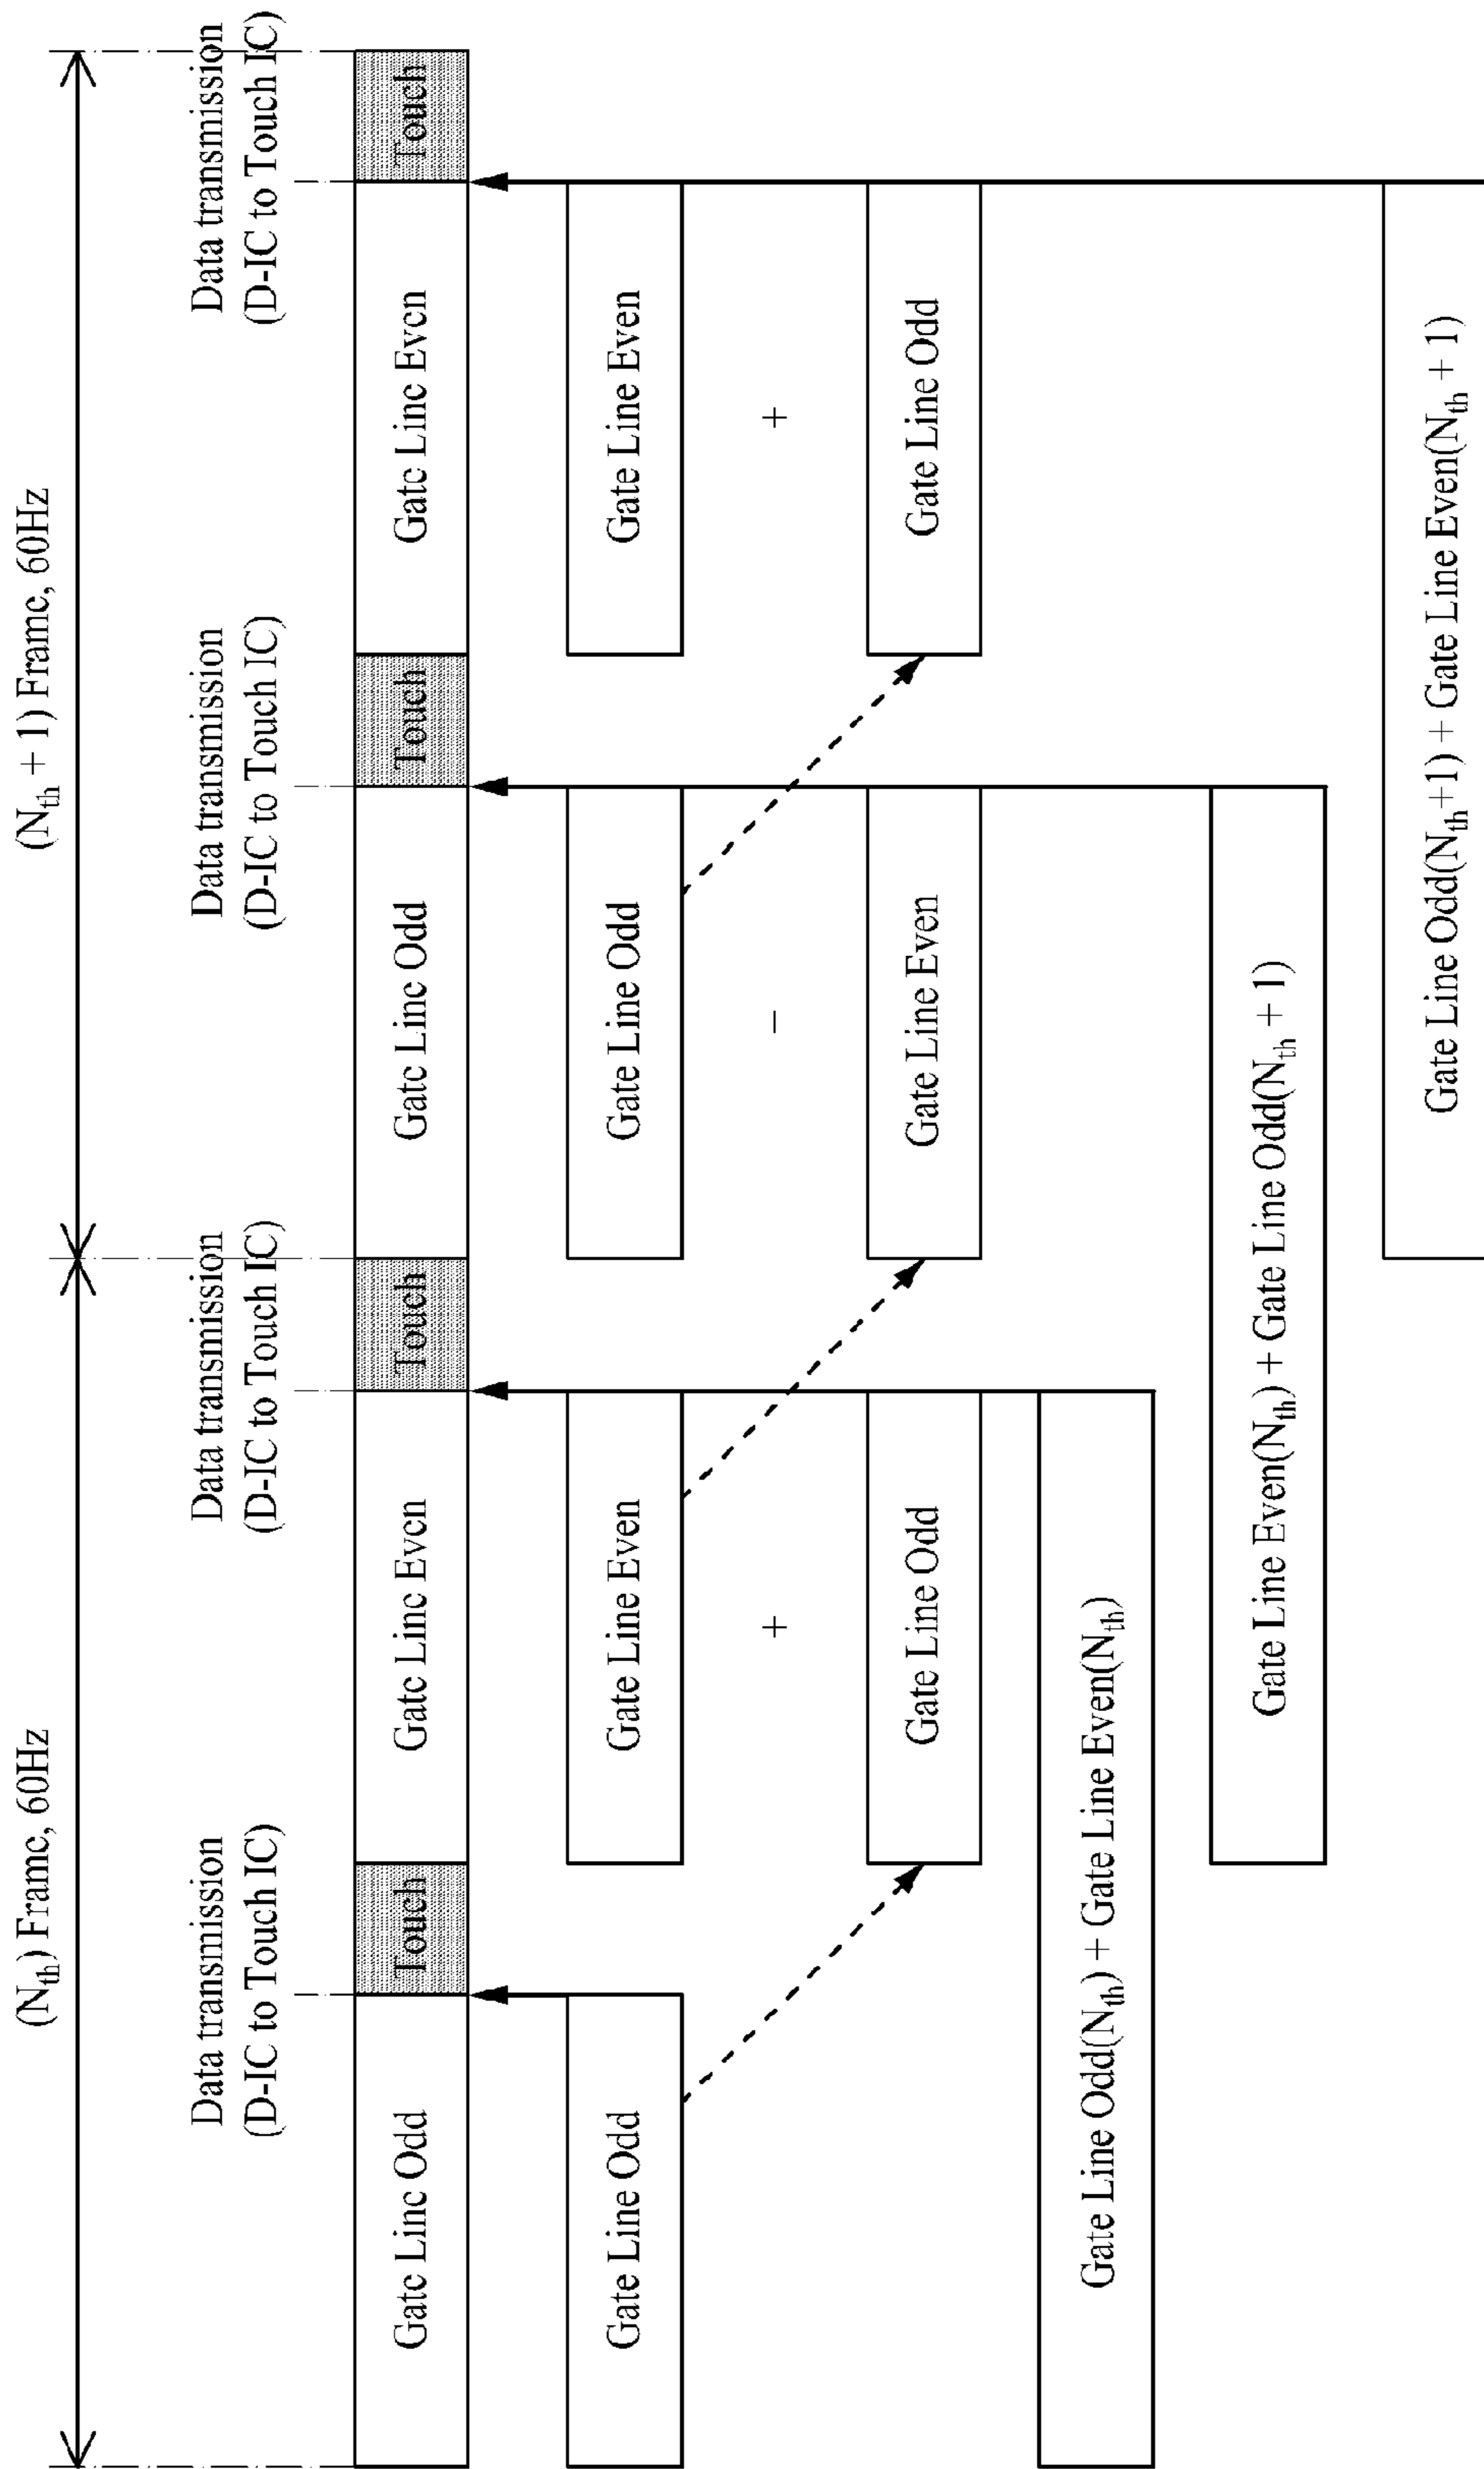 (Nth) Frame, 60Hz
(Nth + 1) Frame, 60Hz
Data transmission
(D-IC to Touch IC)
Data transmission
(D-IC to Touch IC)
Data transmission
(D-IC to Touch IC)
Data transmission
(D-IC to Touch IC)
Gate Line Odd
Touch
Gate Line Even
Touch
Gate Line Odd
Touch
Gate Line Even
Touch
Gate Line Odd
Gate Line Even
Gate Line Odd
Gate Line Even
+
−
+
Gate Line Odd
Gate Line Even
Gate Line Odd
Gate Line Odd(Nth) + Gate Line Even(Nth)
Gate Line Even(Nth) + Gate Line Odd(Nth + 1)
Gate Line Odd(Nth+1) + Gate Line Even(Nth + 1)